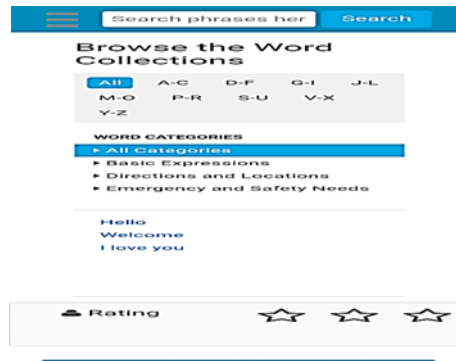 Search phrases her Search
Browse the Word
Collections
All A-C D-F G-I J-L
M-O P-R S-U V-X
Y-Z
WORD CATEGORIES
All Categories
Basic Expressions
Directions and Locations
Emergency and Safety Needs
Hello
Welcome
I love you
Rating